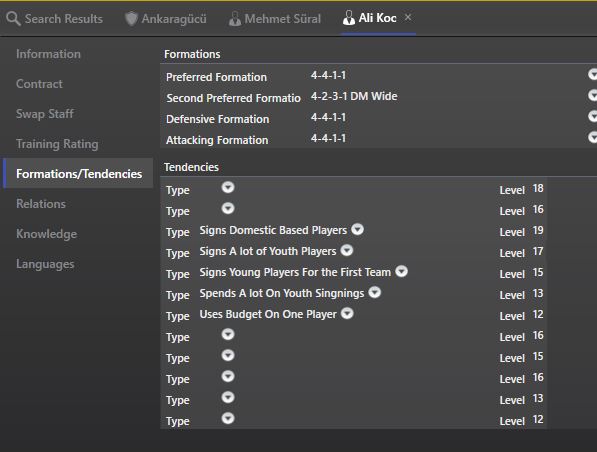 Search Results Ankaragücü Mehmet Süral Ali Koc ×
Information
Contract
Swap Staff
Training Rating
Formations/Tendencies
Relations
Knowledge
Languages
Formations
Preferred Formation 4-4-1-1
Second Preferred Formatio 4-2-3-1 DM Wide
Defensive Formation 4-4-1-1
Attacking Formation 4-4-1-1
Tendencies
Type Level 18
Type Level 16
Type Signs Domestic Based Players Level 19
Type Signs A lot of Youth Players Level 17
Type Signs Young Players For the First Team Level 15
Type Spends A lot On Youth Singnings Level 13
Type Uses Budget On One Player Level 12
Type Level 16
Type Level 15
Type Level 16
Type Level 13
Type Level 12